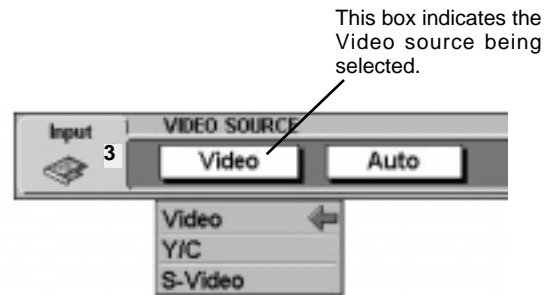 This box indicates the
Video source being
selected.
Input
VIDEO SOURCE
3
Video
Auto
Video
Y/C
S-Video